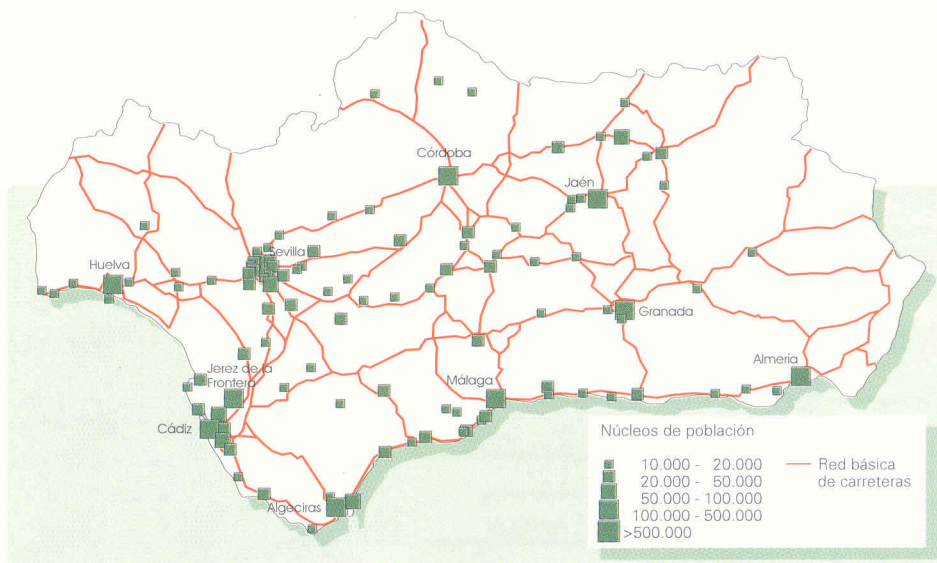 Córdoba
Jaén
Sevilla
Huelva
Granada
Almería
Jerez de la
Frontera
Málaga
Cádiz
Algeciras
Núcleos de población
10.000 - 20.000
20.000 - 50.000
50.000 - 100.000
100.000 - 500.000
>500.000
Red básica
de carreteras